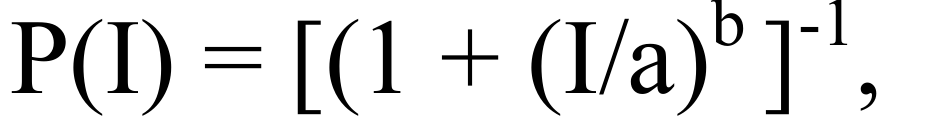 P(I) = [(1 + (I/a)^b ]^-1,